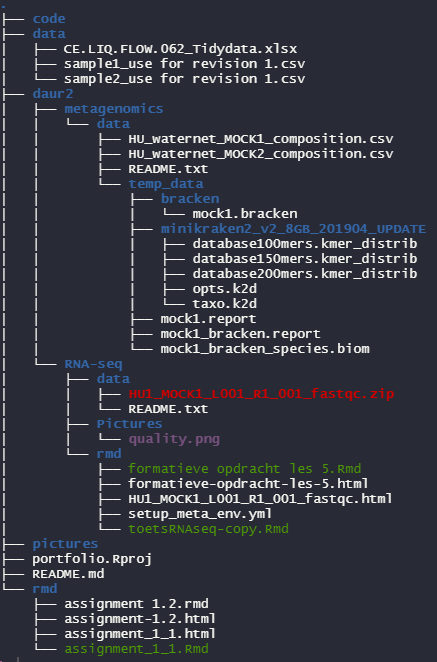 .
├── code
├── data
│   ├── CE.LIQ.FLOW.062_Tidydata.xlsx
│   ├── sample1_use for revision 1.csv
│   └── sample2_use for revision 1.csv
├── daur2
│   ├── metagenomics
│   │   └── data
│   │       ├── HU_waternet_MOCK1_composition.csv
│   │       ├── HU_waternet_MOCK2_composition.csv
│   │       ├── README.txt
│   │       └── temp_data
│   │           ├── bracken
│   │           │   └── mock1.bracken
│   │           ├── minikraken2_v2_8GB_201904_UPDATE
│   │           │   ├── database100mers.kmer_distrib
│   │           │   ├── database150mers.kmer_distrib
│   │           │   ├── database200mers.kmer_distrib
│   │           │   ├── opts.k2d
│   │           │   └── taxo.k2d
│   │           ├── mock1.report
│   │           ├── mock1_bracken.report
│   │           └── mock1_bracken_species.biom
│   └── RNA-seq
│       ├── data
│       │   ├── HU1_MOCK1_L001_R1_001_fastqc.zip
│       │   └── README.txt
│       ├── Pictures
│       │   └── quality.png
│       └── rmd
│           ├── formatieve opdracht les 5.Rmd
│           ├── formatieve-opdracht-les-5.html
│           ├── HU1_MOCK1_L001_R1_001_fastqc.html
│           ├── setup_meta_env.yml
│           └── toetsRNAseq-copy.Rmd
├── pictures
├── portfolio.Rproj
├── README.md
└── rmd
    ├── assignment 1.2.rmd
    ├── assignment-1.2.html
    ├── assignment_1_1.html
    └── assignment_1_1.Rmd